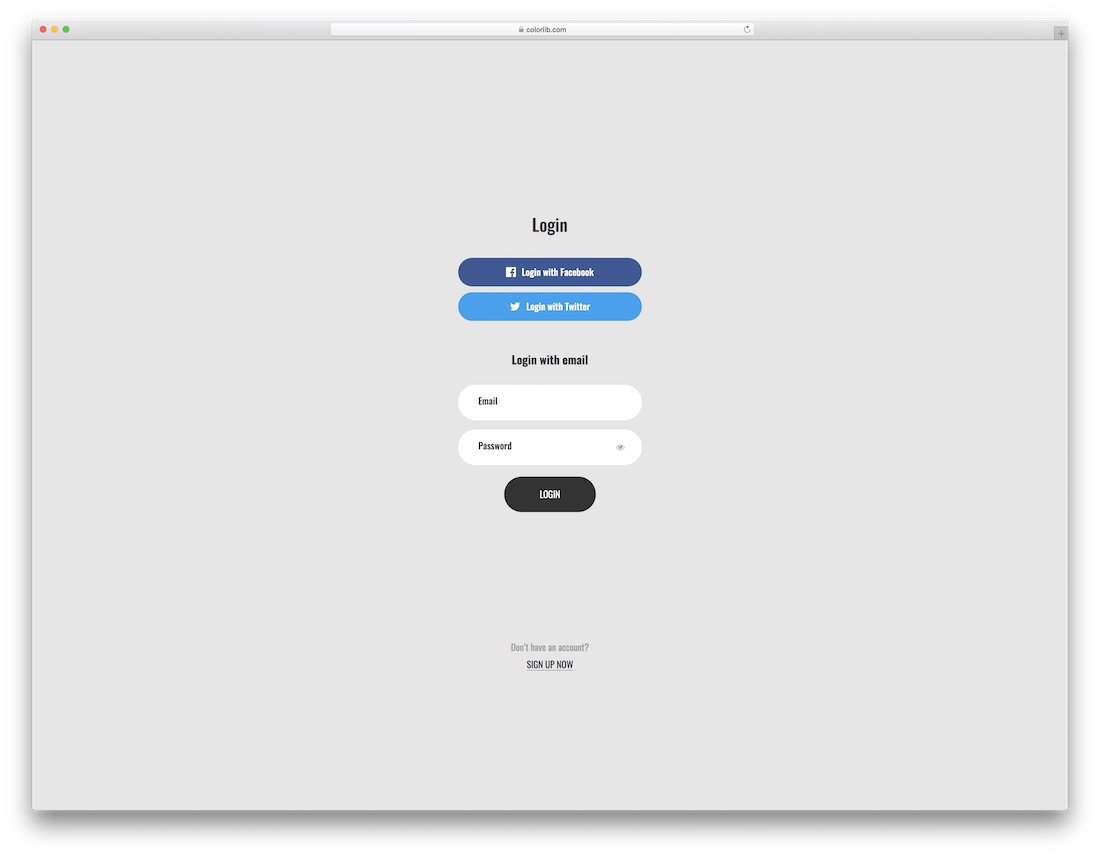 colorlib.com
Login
Login with Facebook
Login with Twitter
Login with email
Email
Password
LOGIN
Don't have an account?
SIGN UP NOW